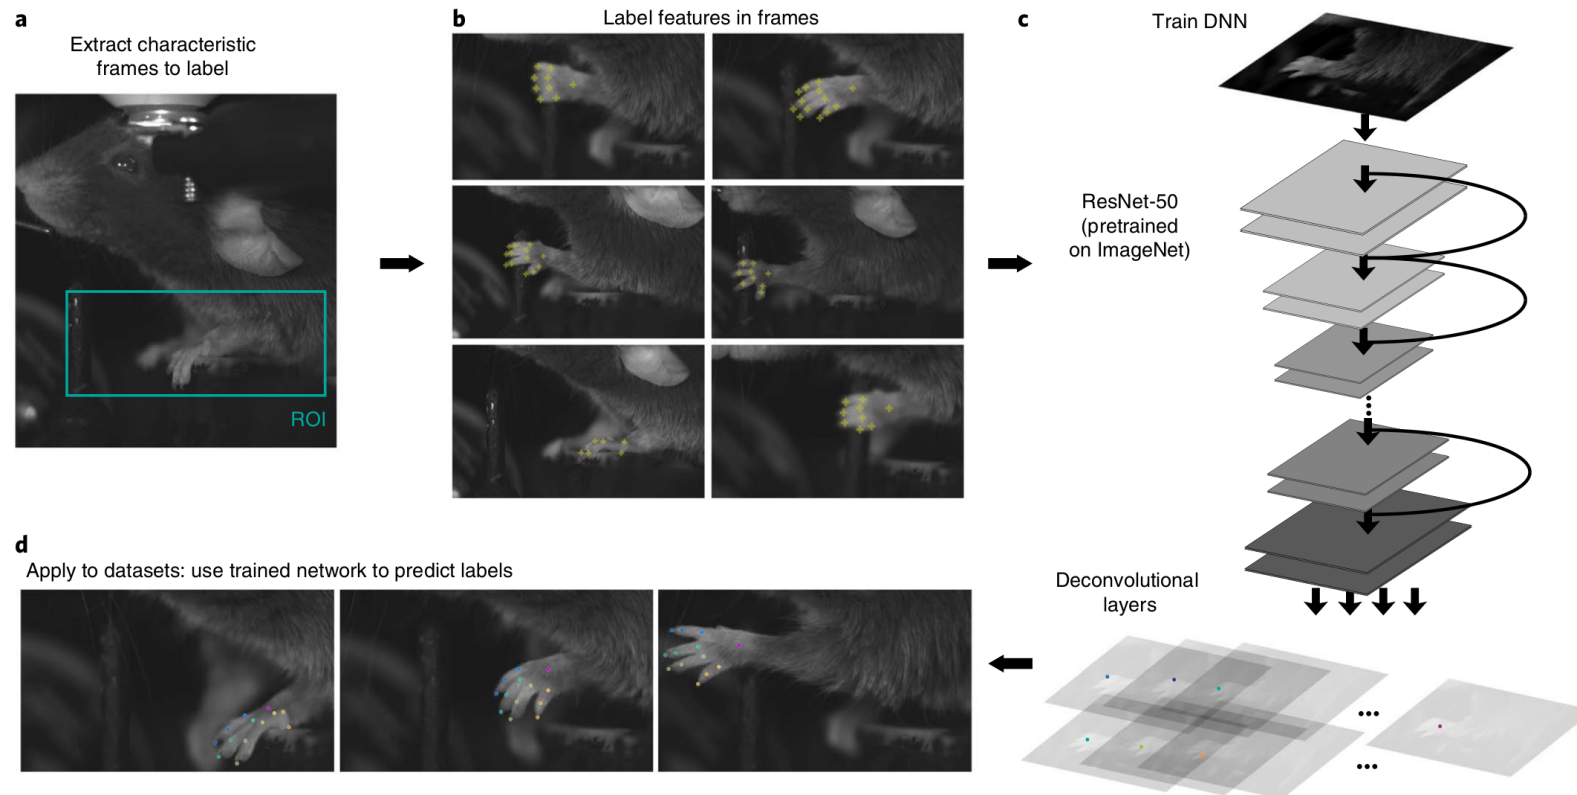 a
Extract characteristic
frames to label
ROI
b
Label features in frames
c
Train DNN
ResNet-50
(pretrained
on ImageNet)
Deconvolutional
layers
d
Apply to datasets: use trained network to predict labels